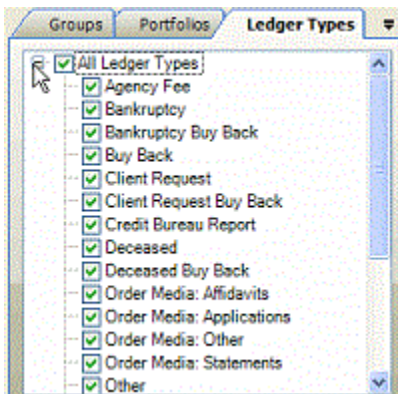 Groups Portfolios Ledger Types
All Ledger Types
Agency Fee
Bankruptcy
Bankruptcy Buy Back
Buy Back
Client Request
Client Request Buy Back
Credit Bureau Report
Deceased
Deceased Buy Back
Order Media: Affidavits
Order Media: Applications
Order Media: Other
Order Media: Statements
Other